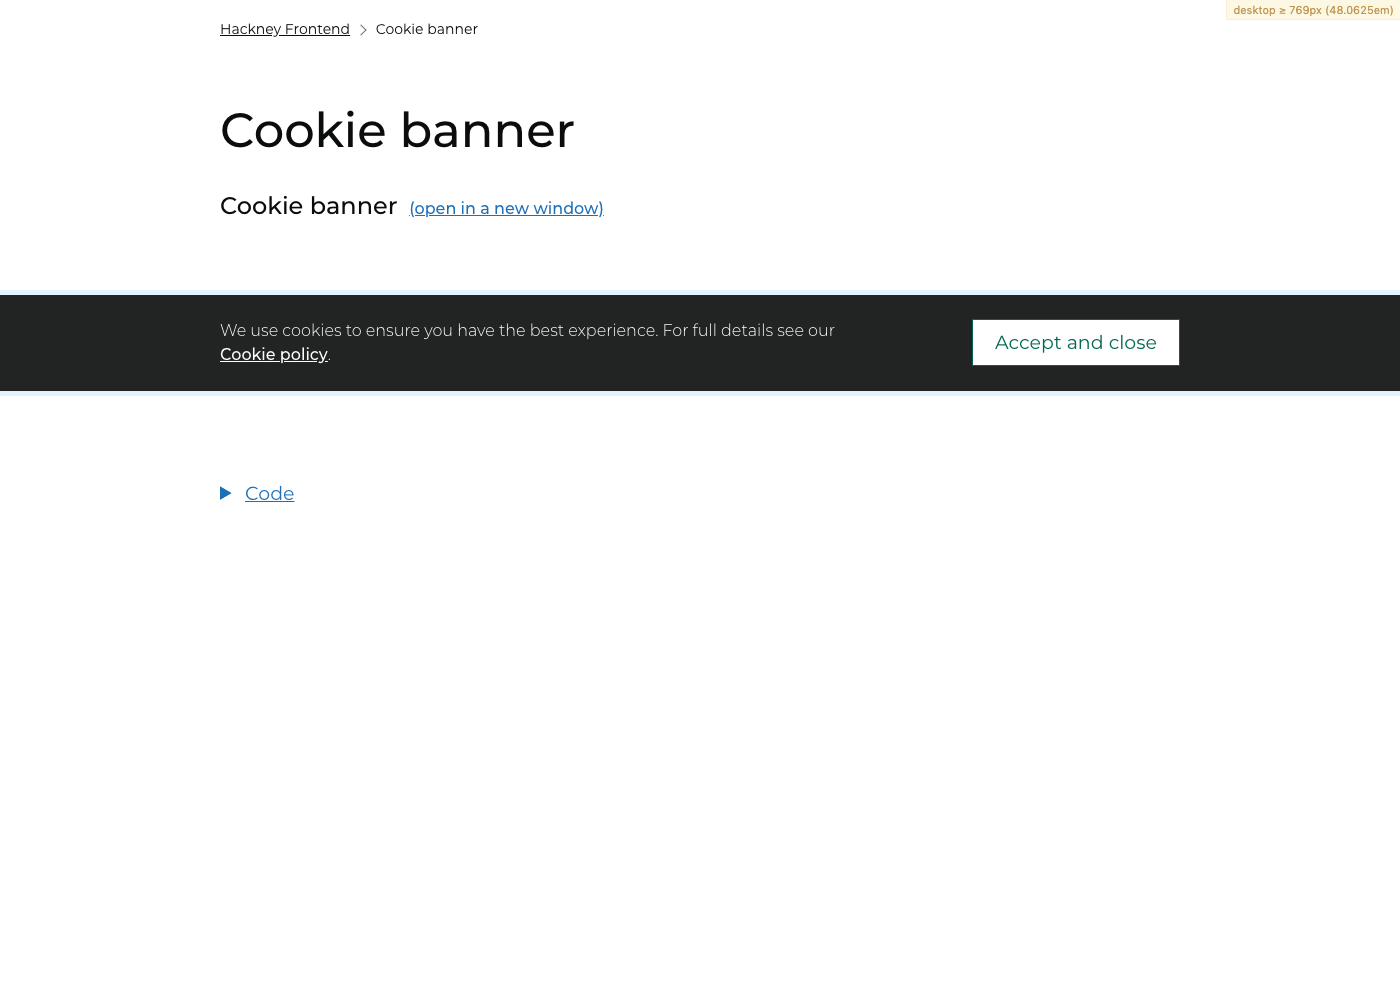 desktop ≥ 769px (48.0625em)
Hackney Frontend
Cookie banner
Cookie banner
Cookie banner (open in a new window)
We use cookies to ensure you have the best experience. For full details see our
Cookie policy.
Accept and close
Code